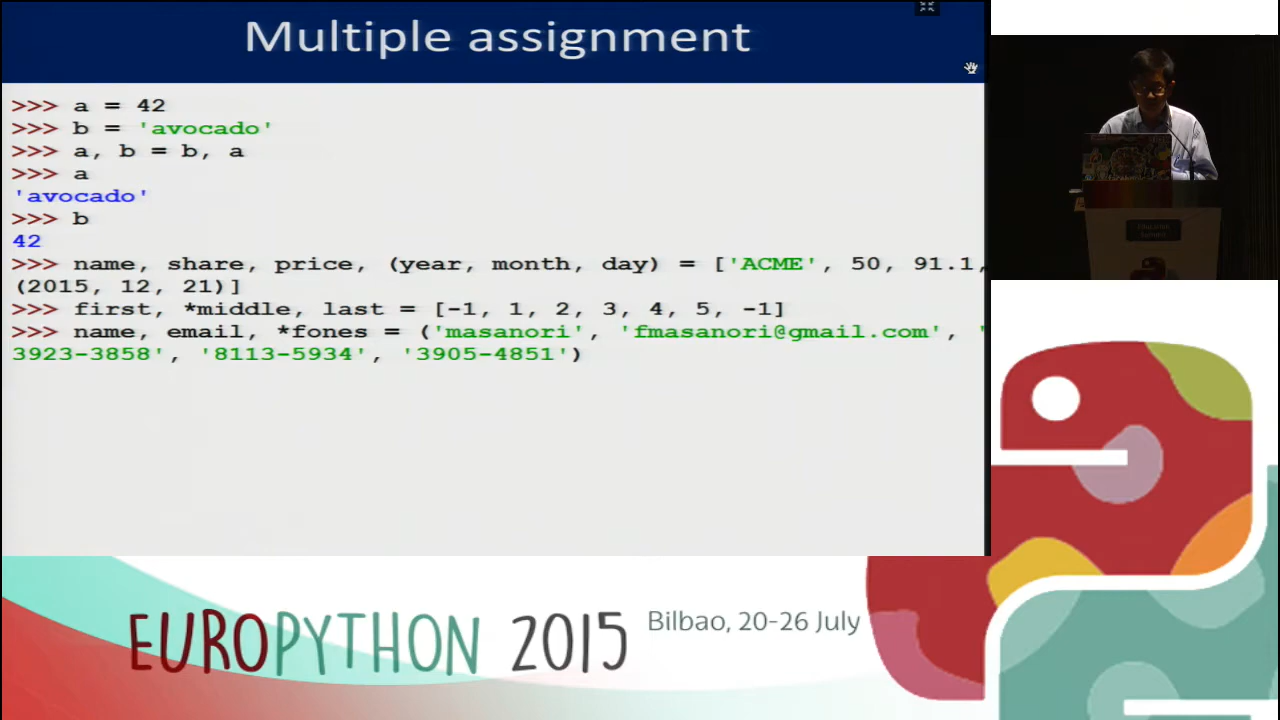 Multiple assignment
>>> a = 42
>>> b = 'avocado'
>>> a, b = b, a
>>> a
'avocado'
>>> b
42
>>> name, share, price, (year, month, day) = ['ACME', 50, 91.1,
(2015, 12, 21)]
>>> first, *middle, last = [-1, 1, 2, 3, 4, 5, -1]
>>> name, email, *fones = ('masanori', 'fmasanori@gmail.com', '
3923-3858', '8113-5934', '3905-4851')
EUROPYTHON 2015 Bilbao, 20-26 July